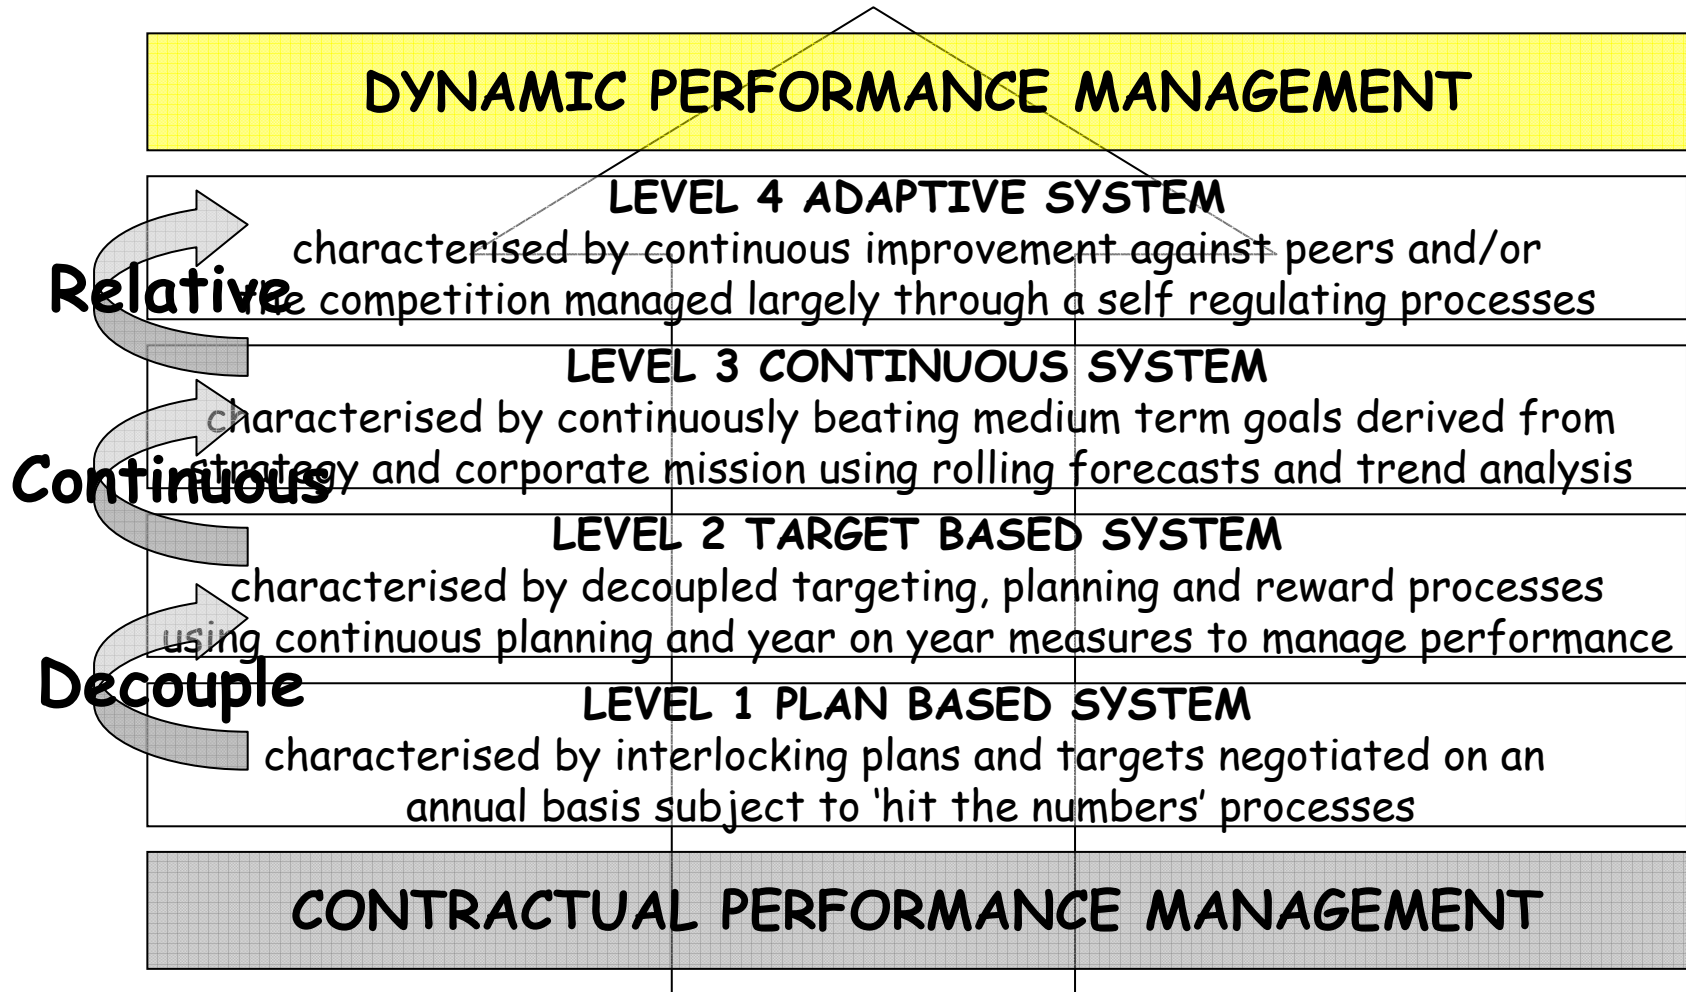 DYNAMIC PERFORMANCE MANAGEMENT
LEVEL 4 ADAPTIVE SYSTEM
characterised by continuous improvement against peers and/or
the competition managed largely through a self regulating processes
Relative
LEVEL 3 CONTINUOUS SYSTEM
characterised by continuously beating medium term goals derived from
strategy and corporate mission using rolling forecasts and trend analysis
Continuous
LEVEL 2 TARGET BASED SYSTEM
characterised by decoupled targeting, planning and reward processes
using continuous planning and year on year measures to manage performance
Decouple
LEVEL 1 PLAN BASED SYSTEM
characterised by interlocking plans and targets negotiated on an
annual basis subject to ‘hit the numbers’ processes
CONTRACTUAL PERFORMANCE MANAGEMENT